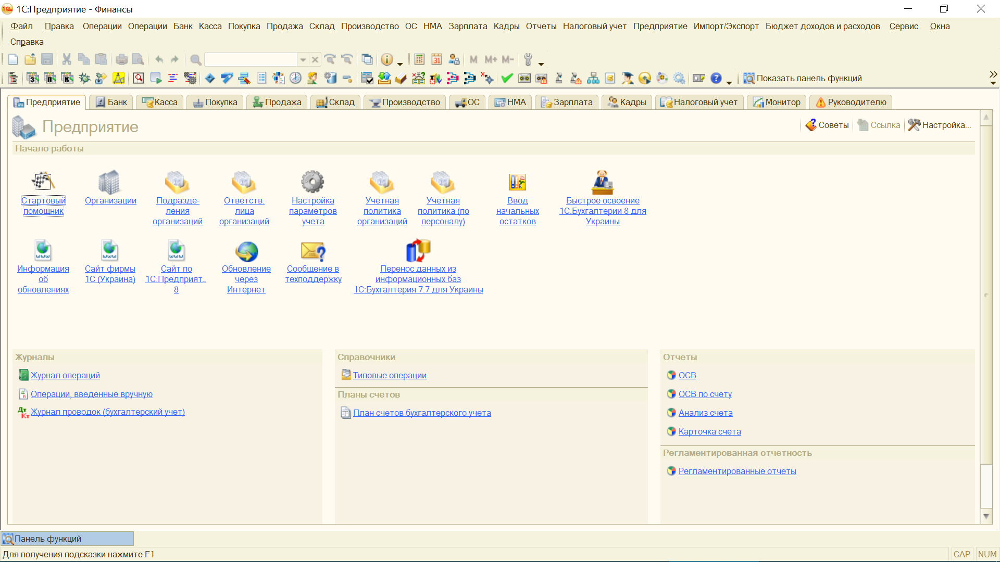 1С:Предприятие - Финансы
Файл Правка Операции Операции Банк Касса Покупка Продажа Склад Производство ОС НМА Зарплата Кадры Отчеты Налоговый учет Предприятие Импорт/Экспорт Бюджет доходов и расходов Сервис Окна
Справка
M M+ M-
Показать панель функций
Предприятие Банк Касса Покупка Продажа Склад Производство ОС НМА Зарплата Кадры Налоговый учет Монитор Руководителю
Предприятие
Советы Ссылка Настройка...
Начало работы
Стартовый помощник
Организации
Подразде-
ления
организаций
Ответств.
лица
организаций
Настройка
параметров
учета
Учетная
политика
организаций
Учетная
политика (по
персоналу)
Ввод
начальных
остатков
Быстрое освоение
1С:Бухгалтерии 8 для
Украины
Информация
об
обновлениях
Сайт фирмы
1С (Украина)
Сайт по
1С:Предприят...
8
Обновление
через
Интернет
Сообщение в
техподдержку
Перенос данных из
информационных баз
1С:Бухгалтерия 7.7 для Украины
Журналы
Журнал операций
Операции, введенные вручную
Журнал проводок (бухгалтерский учет)
Справочники
Типовые операции
Планы счетов
План счетов бухгалтерского учета
Отчеты
ОСВ
ОСВ по счету
Анализ счета
Карточка счета
Регламентированная отчетность
Регламентированные отчеты
Панель функций
Для получения подсказки нажмите F1
CAP NUM